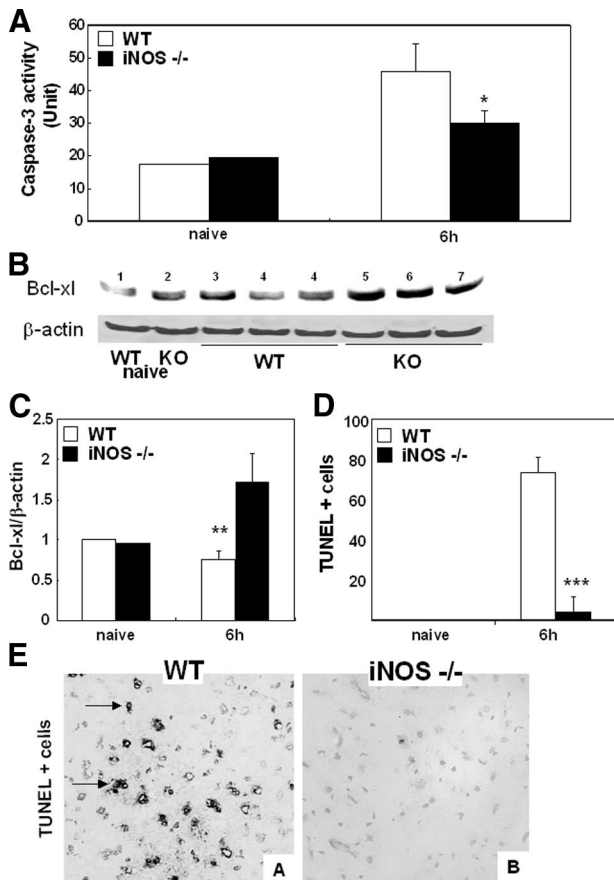 A
Caspase-3 activity
(Unit)
60
50
40
30
20
10
0
WT
iNOS -/-
*
naive
6h
B
1 2 3 4 4 5 6 7
Bcl-xl
β-actin
WT KO
naive
WT
KO
C
Bcl-xl/β-actin
2.5
2
1.5
1
0.5
0
WT
iNOS -/-
**
naive
6h
D
TUNEL + cells
100
80
60
40
20
WT
iNOS -/-
***
naive
6h
E
WT
iNOS -/-
TUNEL + cells
A
B